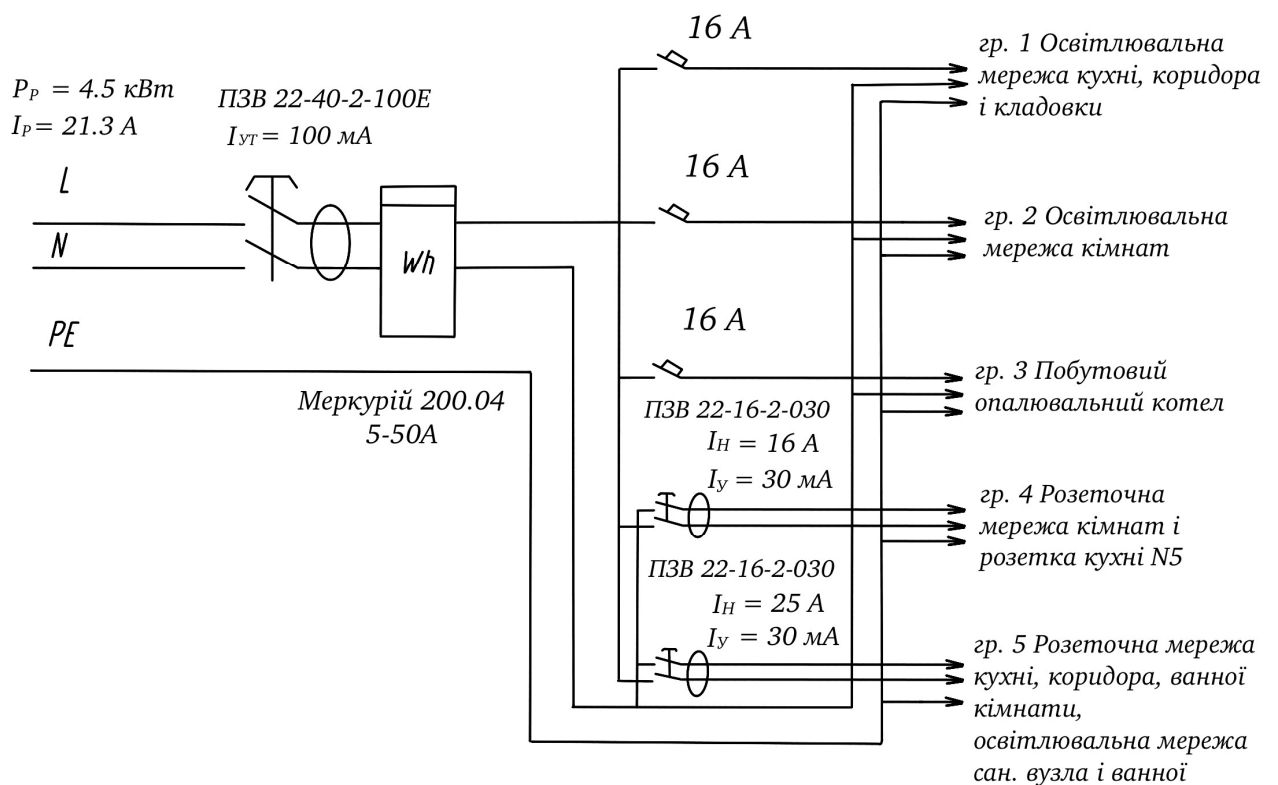 16 А
гр. 1 Освітлювальна
мережа кухні, коридора
і кладовки
Pₚ = 4.5 кВт
Iₚ = 21.3 А
ПЗВ 22-40-2-100Е
Iут = 100 мА
L
N
PE
Wh
Меркурій 200.04
5-50А
16 А
гр. 2 Освітлювальна
мережа кімнат
16 А
гр. 3 Побутовий
опалювальний котел
ПЗВ 22-16-2-030
Iн = 16 А
Iу = 30 мА
гр. 4 Розеточна
мережа кімнат і
розетка кухні N5
ПЗВ 22-16-2-030
Iн = 25 А
Iу = 30 мА
гр. 5 Розеточна мережа
кухні, коридора, ванної
кімнати,
освітлювальна мережа
сан. вузла і ванної